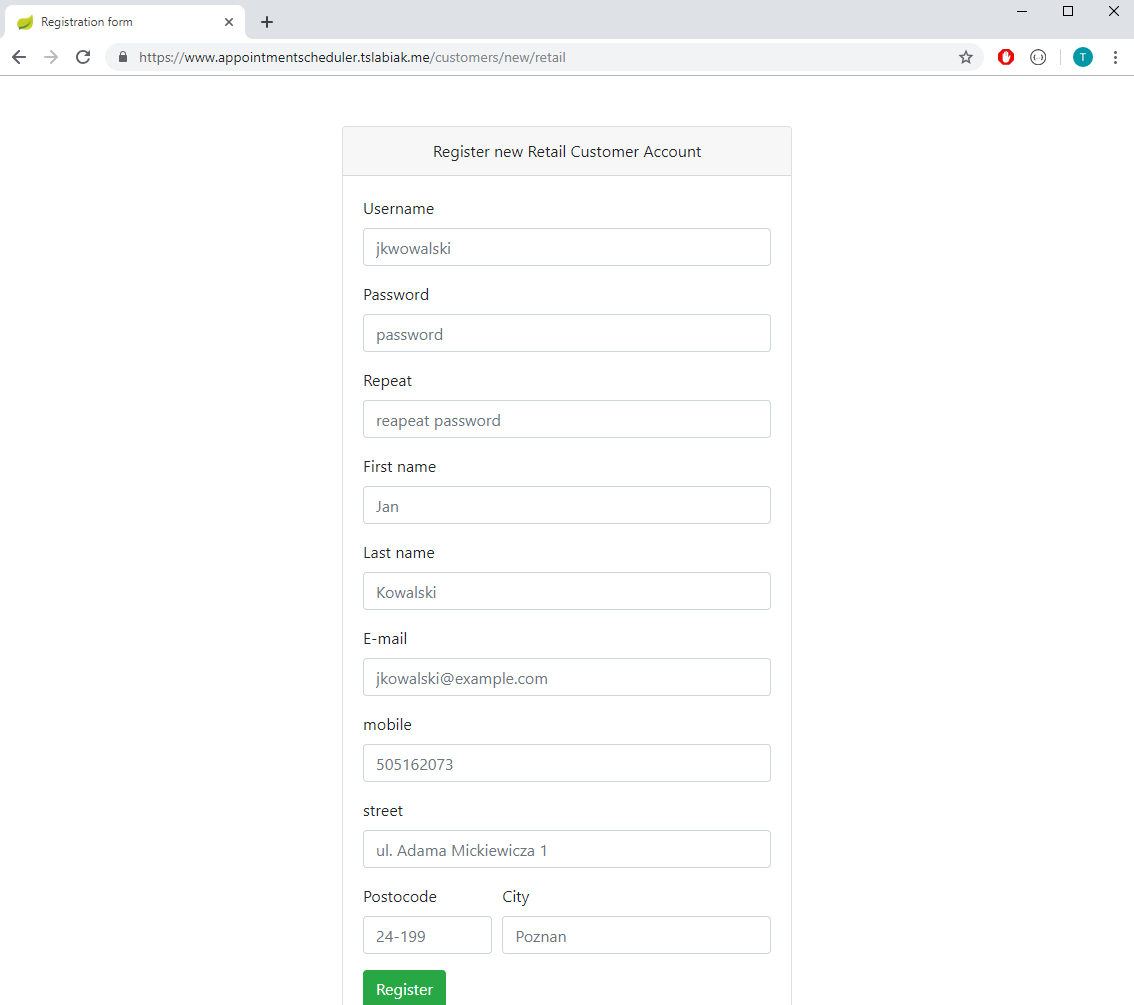 Registration form
https://www.appointmentscheduler.tslabiak.me/customers/new/retail
T
Register new Retail Customer Account
Username
jkwowalski
Password
password
Repeat
reapeat password
First name
Jan
Last name
Kowalski
E-mail
jkowalski@example.com
mobile
505162073
street
ul. Adama Mickiewicza 1
Postocode City
24-199 Poznan
Register